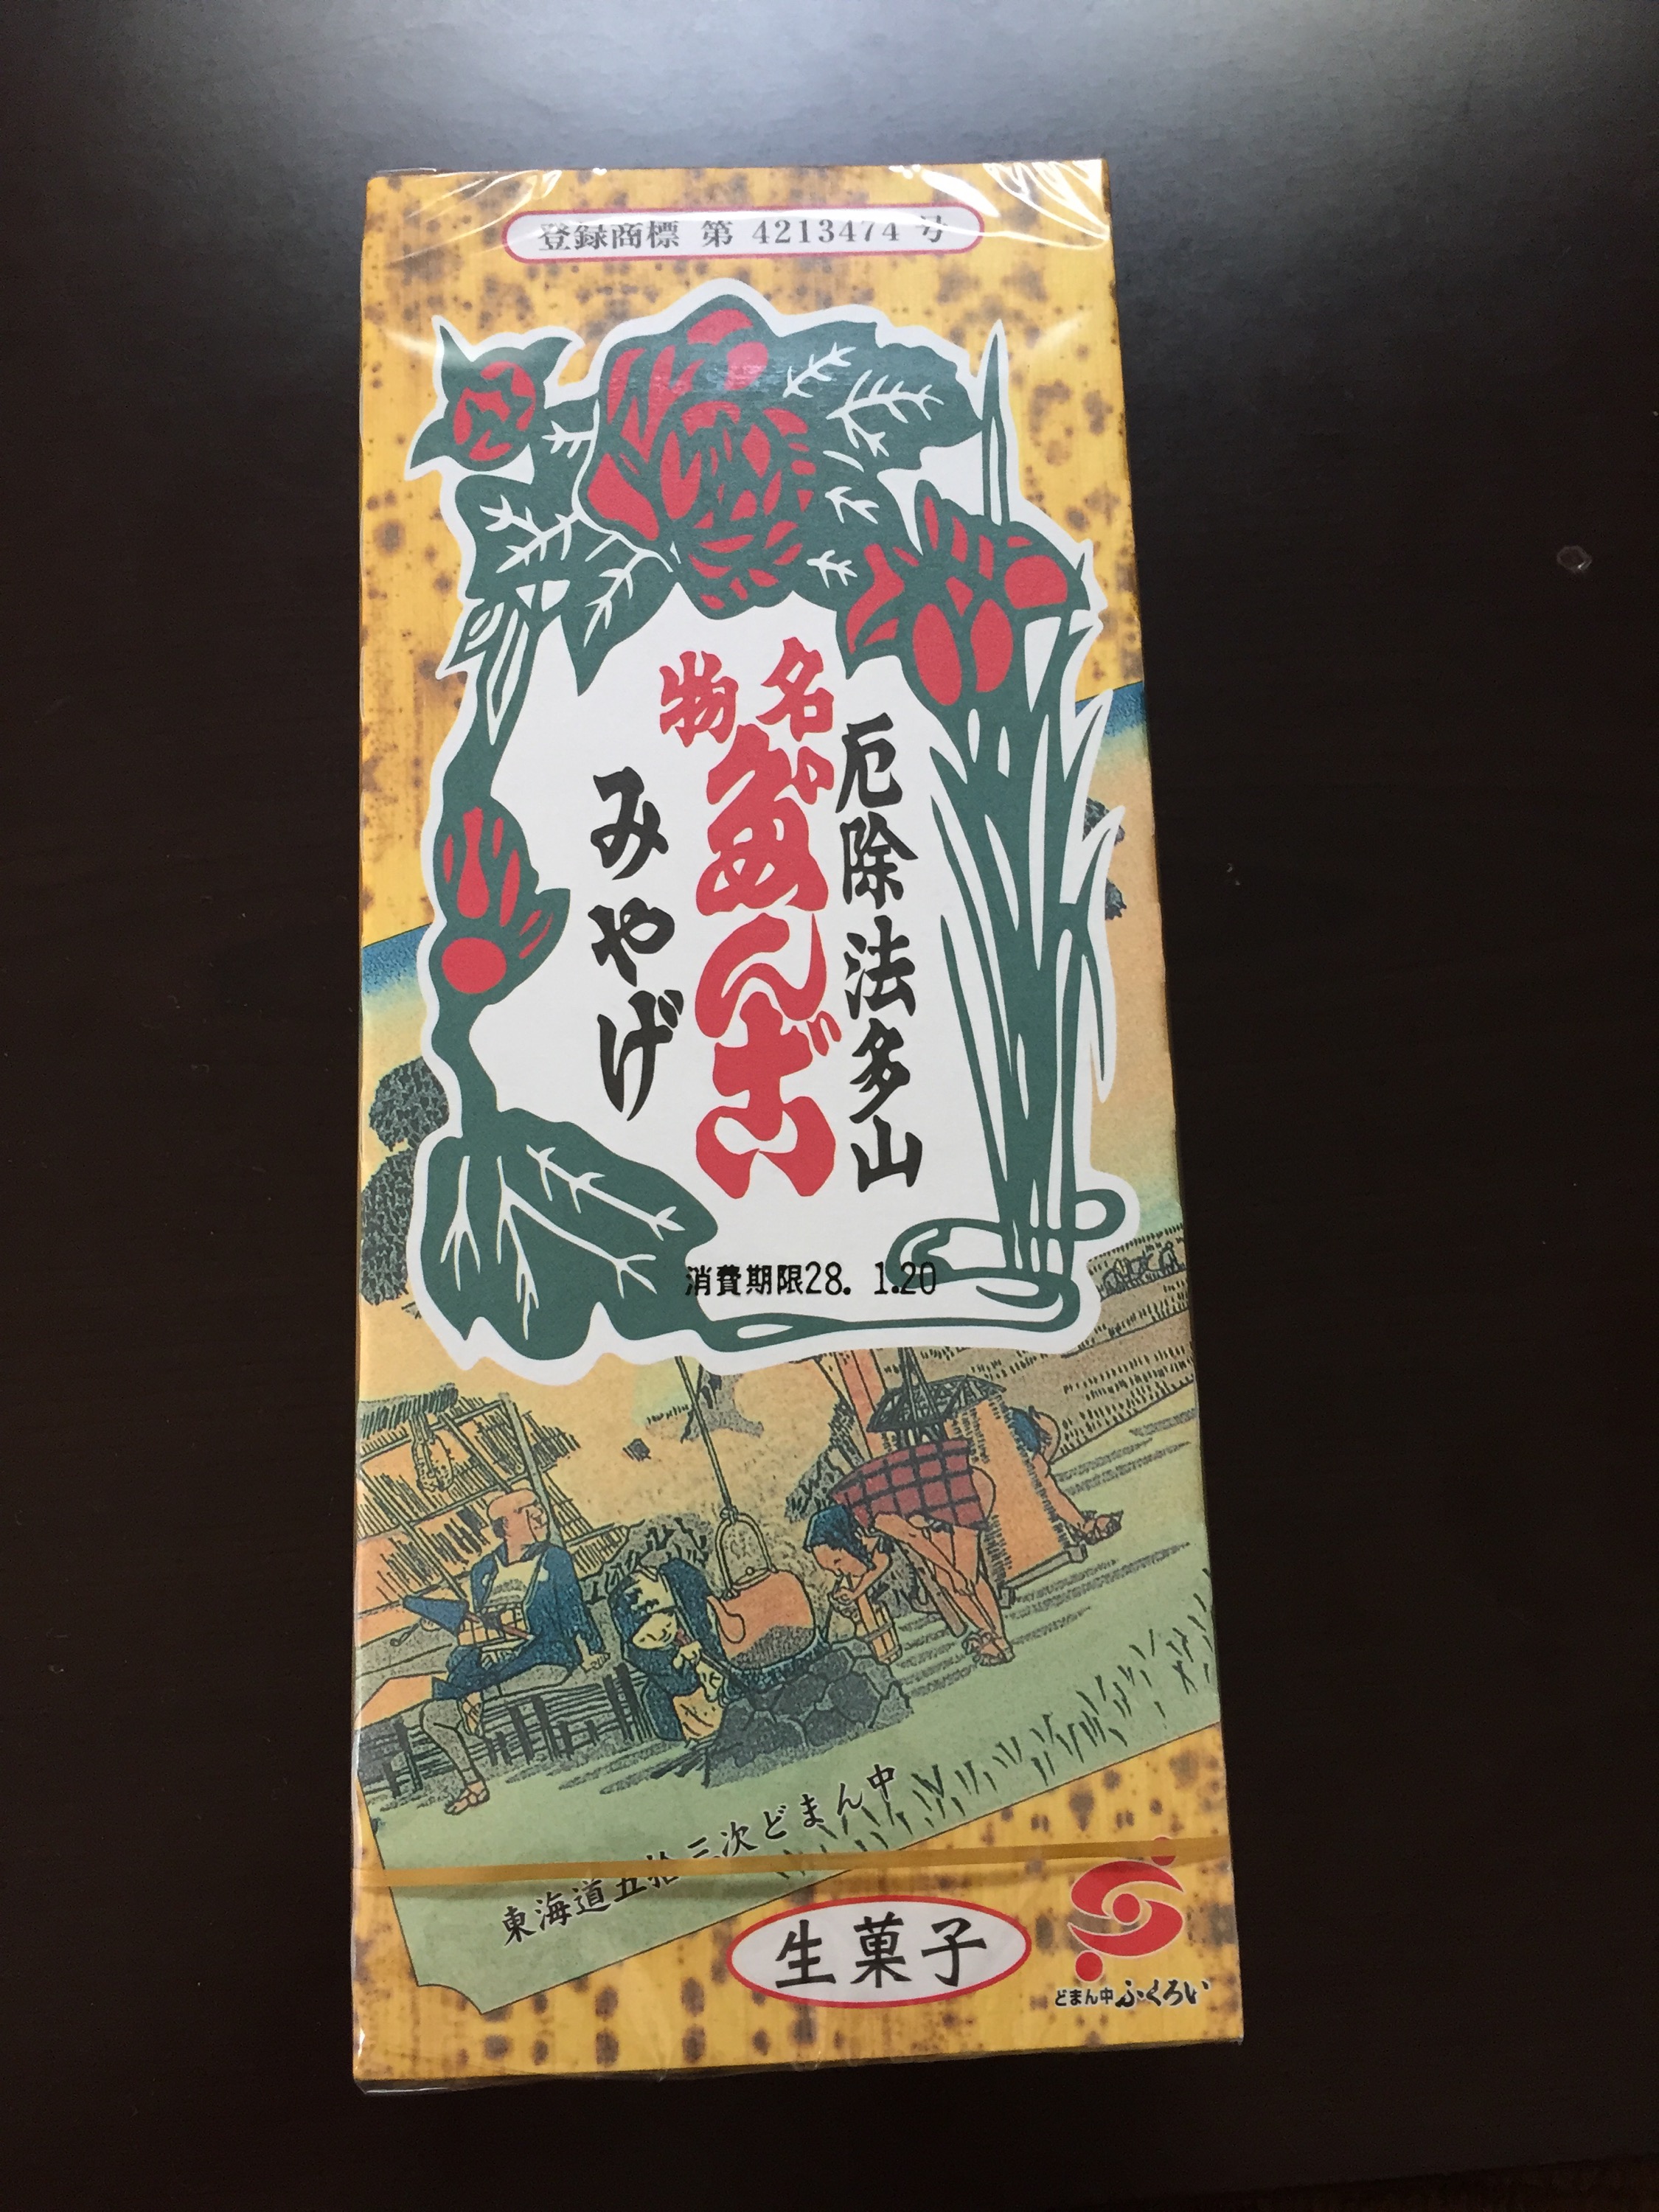 登録商標 第 4213474 号
厄除法多山
名物
だんご
みやげ
消費期限28. 1.20
東海道五拾三次どまん中
生菓子
どまん中ふくろい